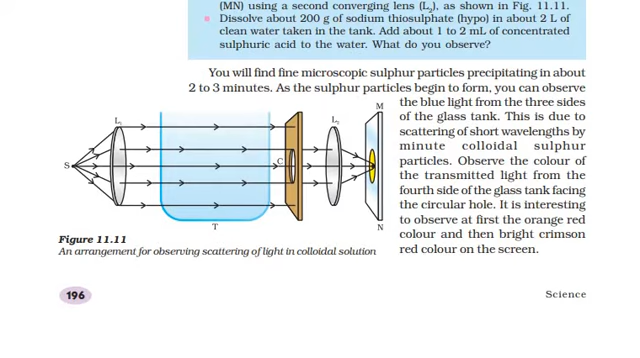 (MN) using a second converging lens (L₂), as shown in Fig. 11.11.
Dissolve about 200 g of sodium thiosulphate (hypo) in about 2 L of
clean water taken in the tank. Add about 1 to 2 mL of concentrated
sulphuric acid to the water. What do you observe?
You will find fine microscopic sulphur particles precipitating in about
2 to 3 minutes. As the sulphur particles begin to form, you can observe
the blue light from the three sides
of the glass tank. This is due to
scattering of short wavelengths by
minute colloidal sulphur
particles. Observe the colour of
the transmitted light from the
fourth side of the glass tank facing
the circular hole. It is interesting
to observe at first the orange red
colour and then bright crimson
red colour on the screen.
L₁
L₂
M
S
C
T
N
Figure 11.11
An arrangement for observing scattering of light in colloidal solution
196
Science